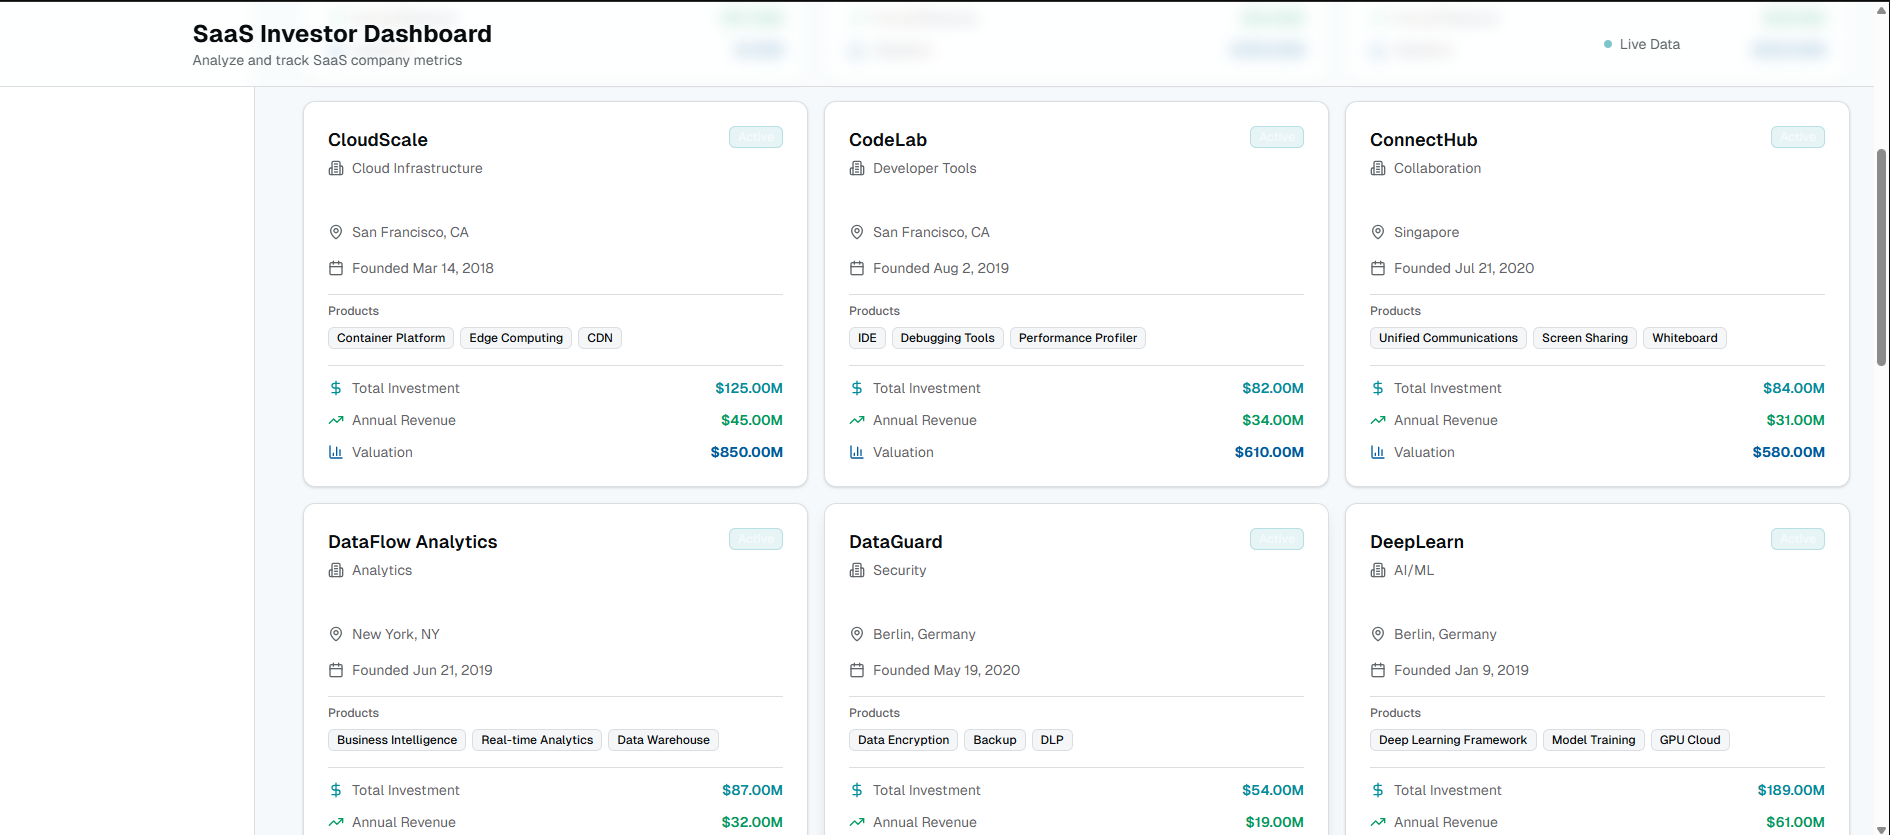 SaaS Investor Dashboard
Analyze and track SaaS company metrics
Live Data
CloudScale
Active
Cloud Infrastructure
San Francisco, CA
Founded Mar 14, 2018
Products
Container Platform
Edge Computing
CDN
Total Investment
$125.00M
Annual Revenue
$45.00M
Valuation
$850.00M
CodeLab
Active
Developer Tools
San Francisco, CA
Founded Aug 2, 2019
Products
IDE
Debugging Tools
Performance Profiler
Total Investment
$82.00M
Annual Revenue
$34.00M
Valuation
$610.00M
ConnectHub
Active
Collaboration
Singapore
Founded Jul 21, 2020
Products
Unified Communications
Screen Sharing
Whiteboard
Total Investment
$84.00M
Annual Revenue
$31.00M
Valuation
$580.00M
DataFlow Analytics
Active
Analytics
New York, NY
Founded Jun 21, 2019
Products
Business Intelligence
Real-time Analytics
Data Warehouse
Total Investment
$87.00M
Annual Revenue
$32.00M
DataGuard
Active
Security
Berlin, Germany
Founded May 19, 2020
Products
Data Encryption
Backup
DLP
Total Investment
$54.00M
Annual Revenue
$19.00M
DeepLearn
Active
AI/ML
Berlin, Germany
Founded Jan 9, 2019
Products
Deep Learning Framework
Model Training
GPU Cloud
Total Investment
$189.00M
Annual Revenue
$61.00M